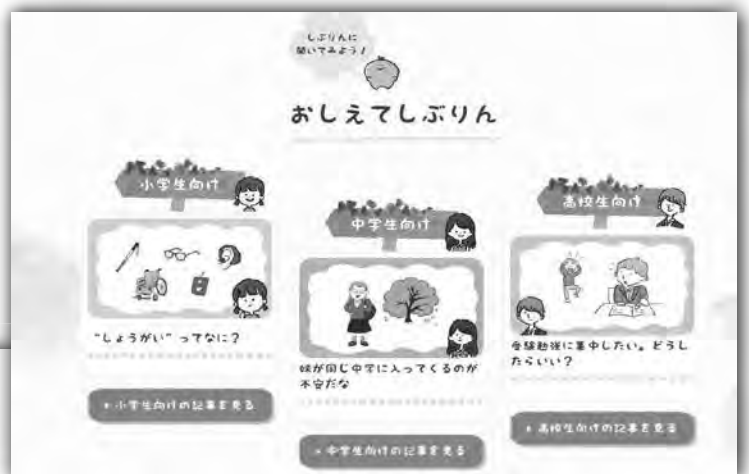 しぶりんに
聞いてみよう！
おしえてしぶりん
小学生向け
“しょうがい” ってなに？
小学生向けの記事を見る
中学生向け
妹が同じ中学に入ってくるのが
不安だな
中学生向けの記事を見る
高校生向け
受験勉強に集中したい。どうし
たらいい？
高校生向けの記事を見る